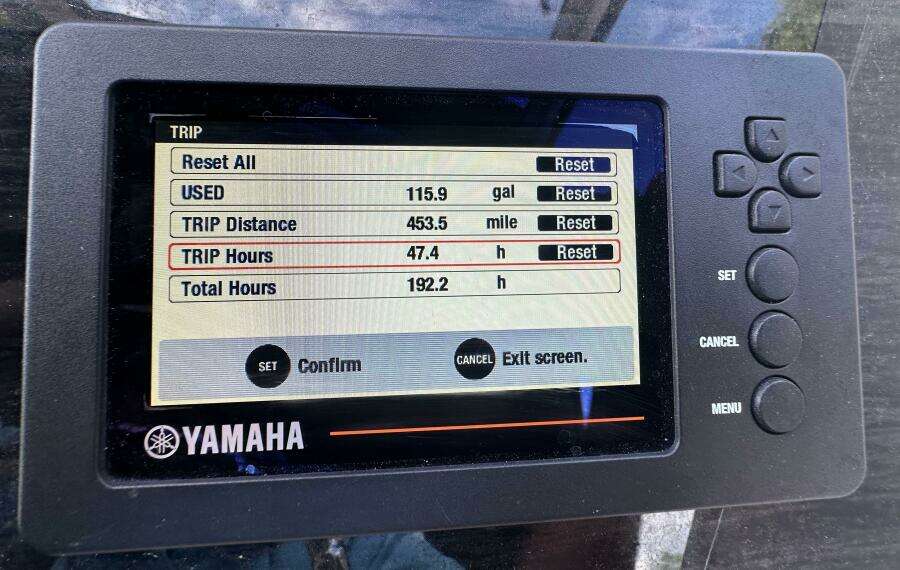 TRIP
Reset All Reset
USED 115.9 gal Reset
TRIP Distance 453.5 mile Reset
TRIP Hours 47.4 h Reset
Total Hours 192.2 h
SET Confirm CANCEL Exit screen.
YAMAHA
SET
CANCEL
MENU